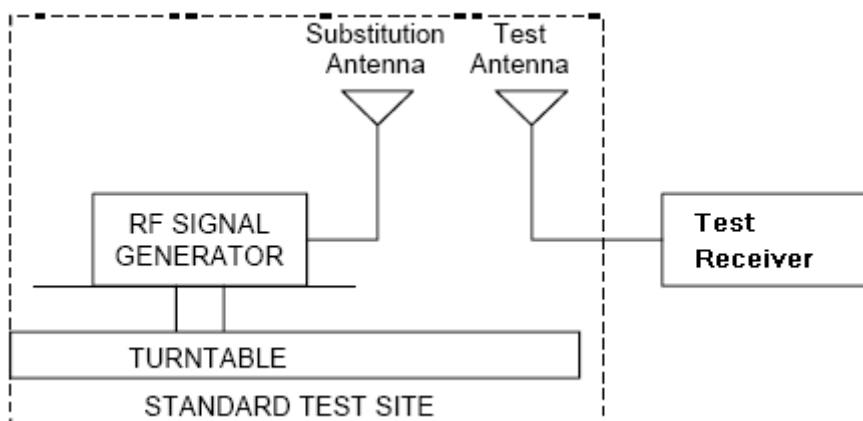 Substitution
Antenna
Test
Antenna
RF SIGNAL
GENERATOR
Test
Receiver
TURNTABLE
STANDARD TEST SITE